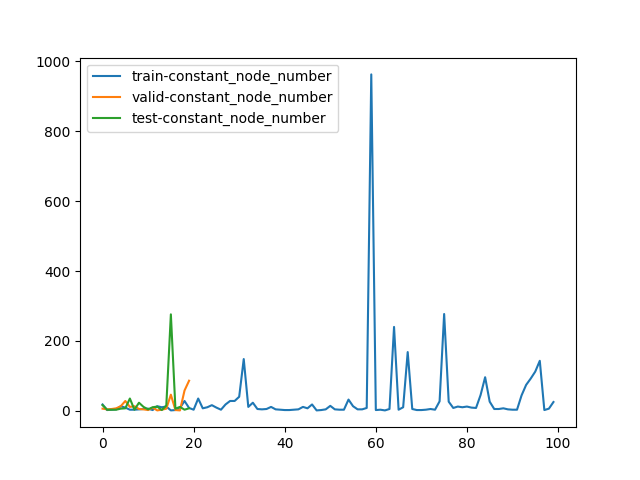 1000
800
600
400
200
0
train-constant_node_number
valid-constant_node_number
test-constant_node_number
0 20 40 60 80 100